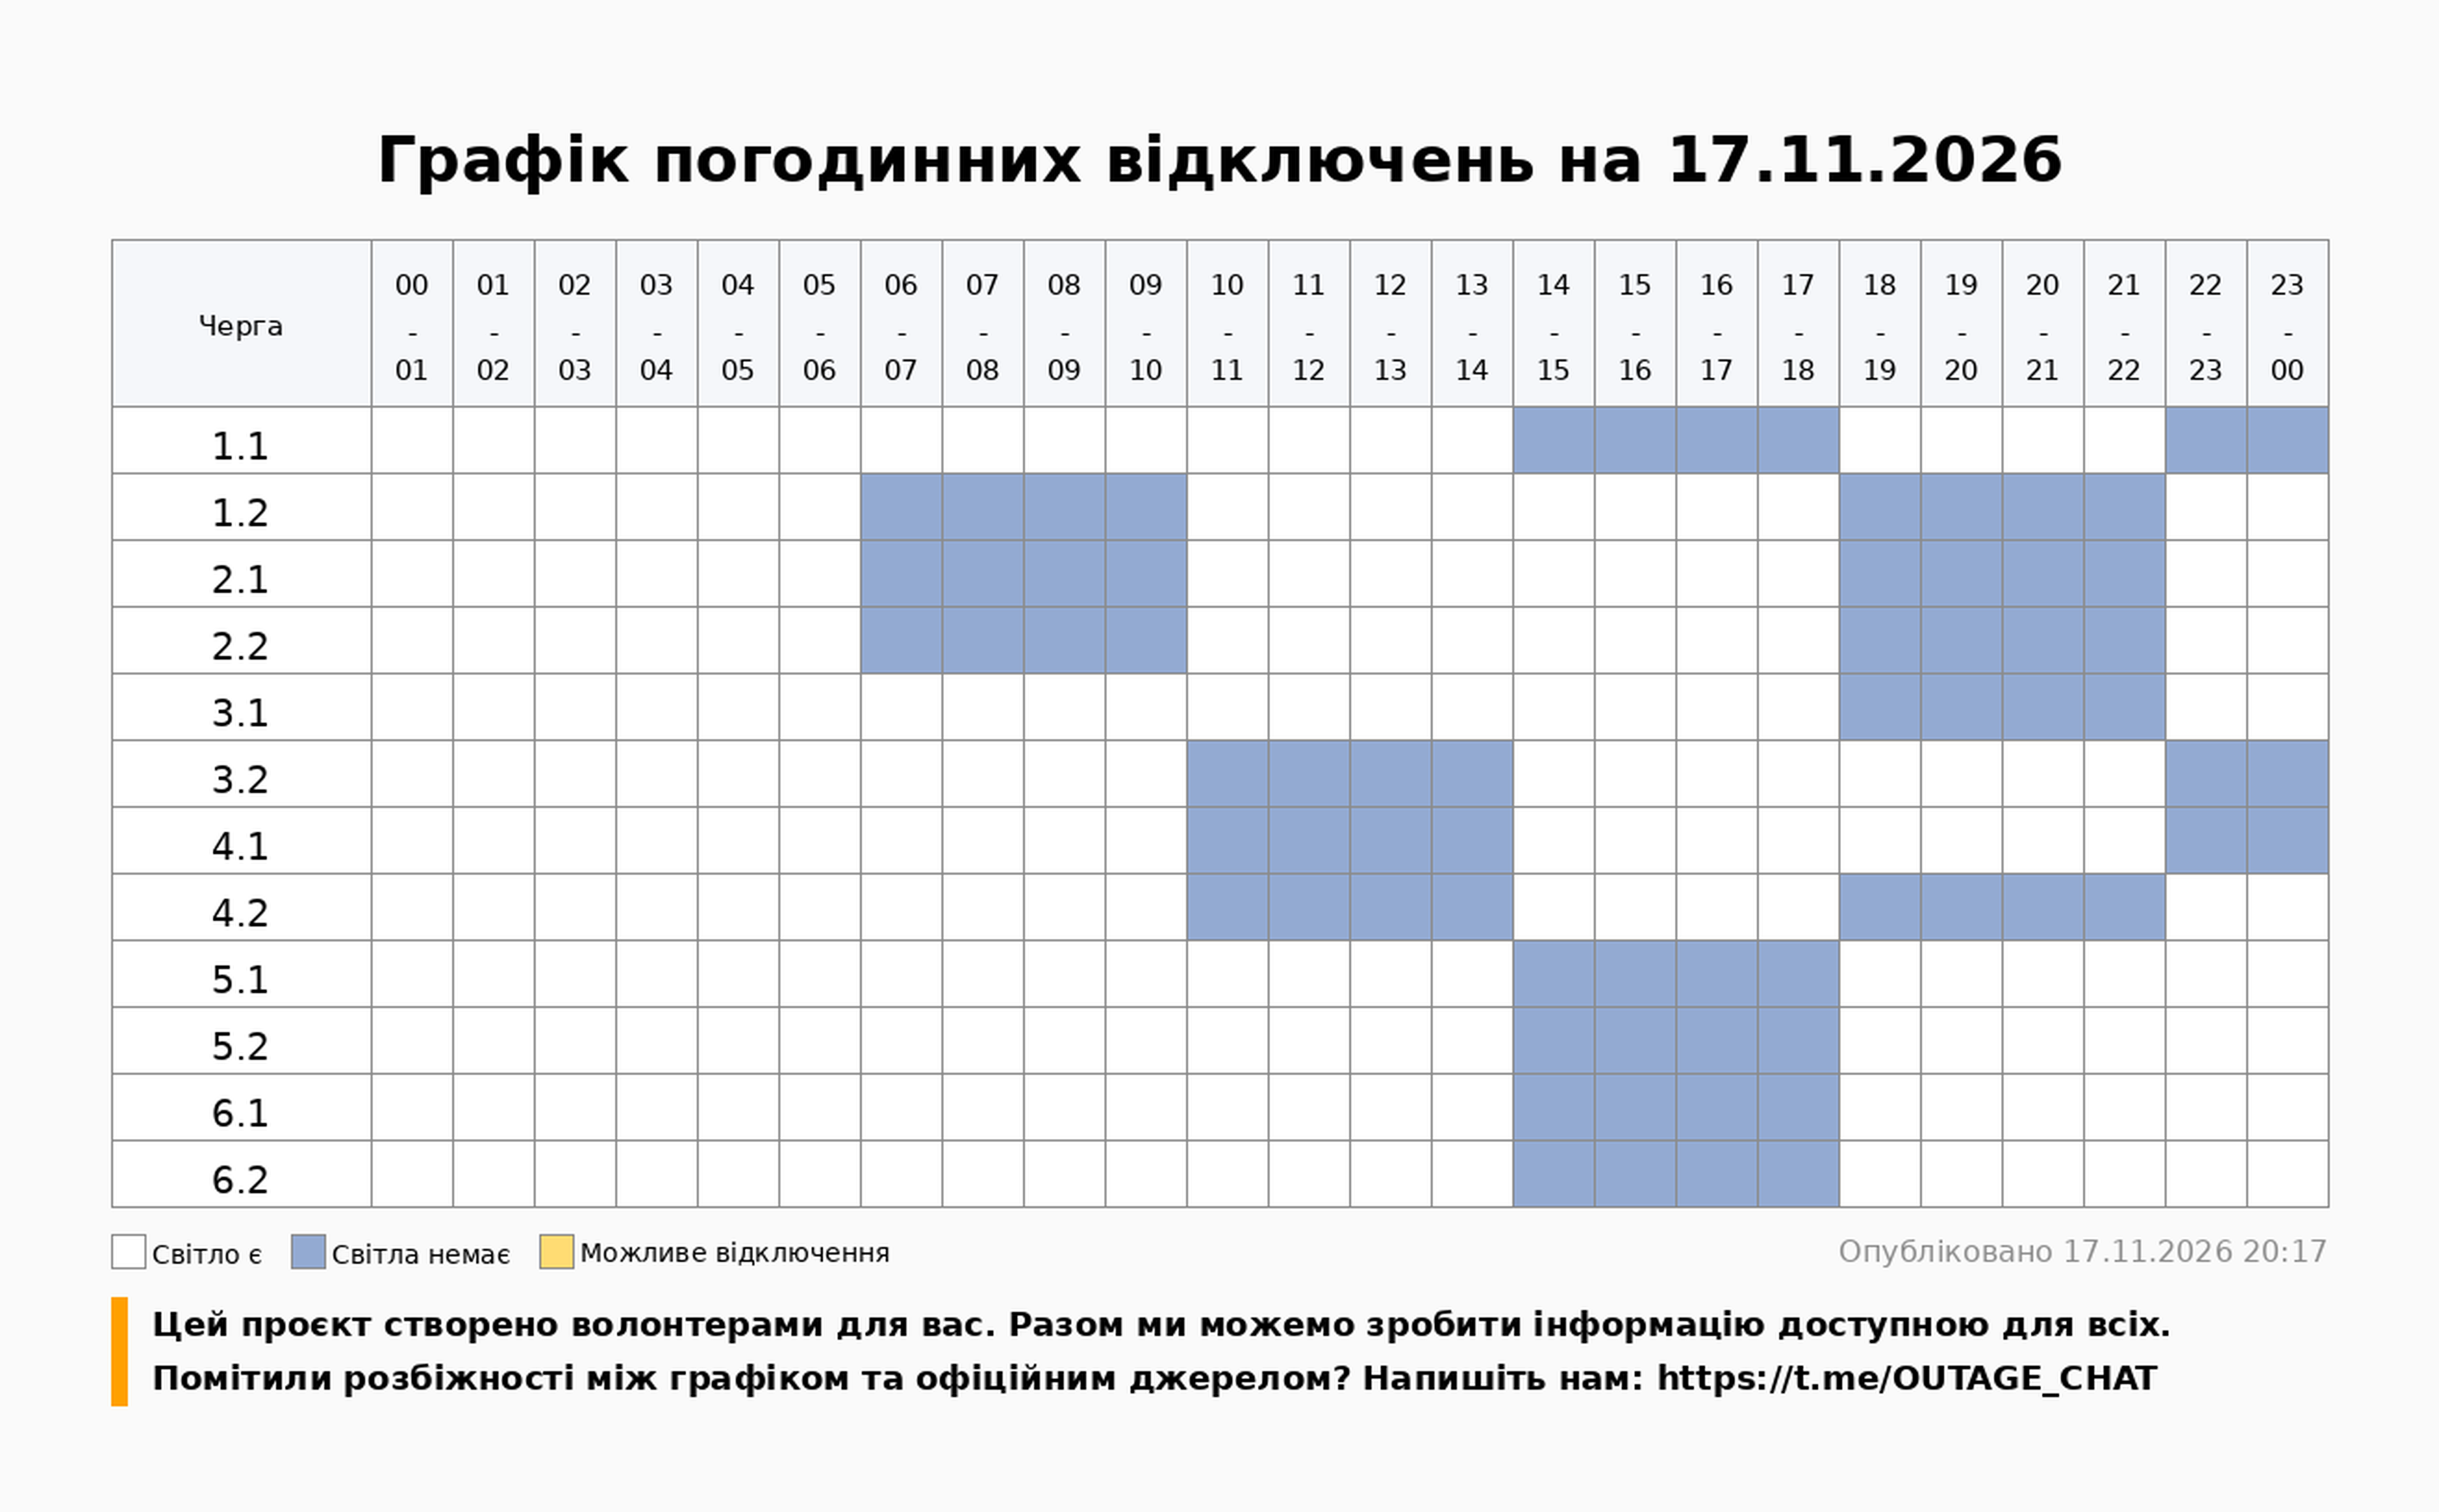 Графік погодинних відключень на 17.11.2026
Черга 00 - 01 01 - 02 02 - 03 03 - 04 04 - 05 05 - 06 06 - 07 07 - 08 08 - 09 09 - 10 10 - 11 11 - 12 12 - 13 13 - 14 14 - 15 15 - 16 16 - 17 17 - 18 18 - 19 19 - 20 20 - 21 21 - 22 22 - 23 23 - 00
1.1
1.2
2.1
2.2
3.1
3.2
4.1
4.2
5.1
5.2
6.1
6.2
Світло є Світла немає Можливе відключення Опубліковано 17.11.2026 20:17
Цей проєкт створено волонтерами для вас. Разом ми можемо зробити інформацію доступною для всіх.
Помітили розбіжності між графіком та офіційним джерелом? Напишіть нам: https://t.me/OUTAGE_CHAT